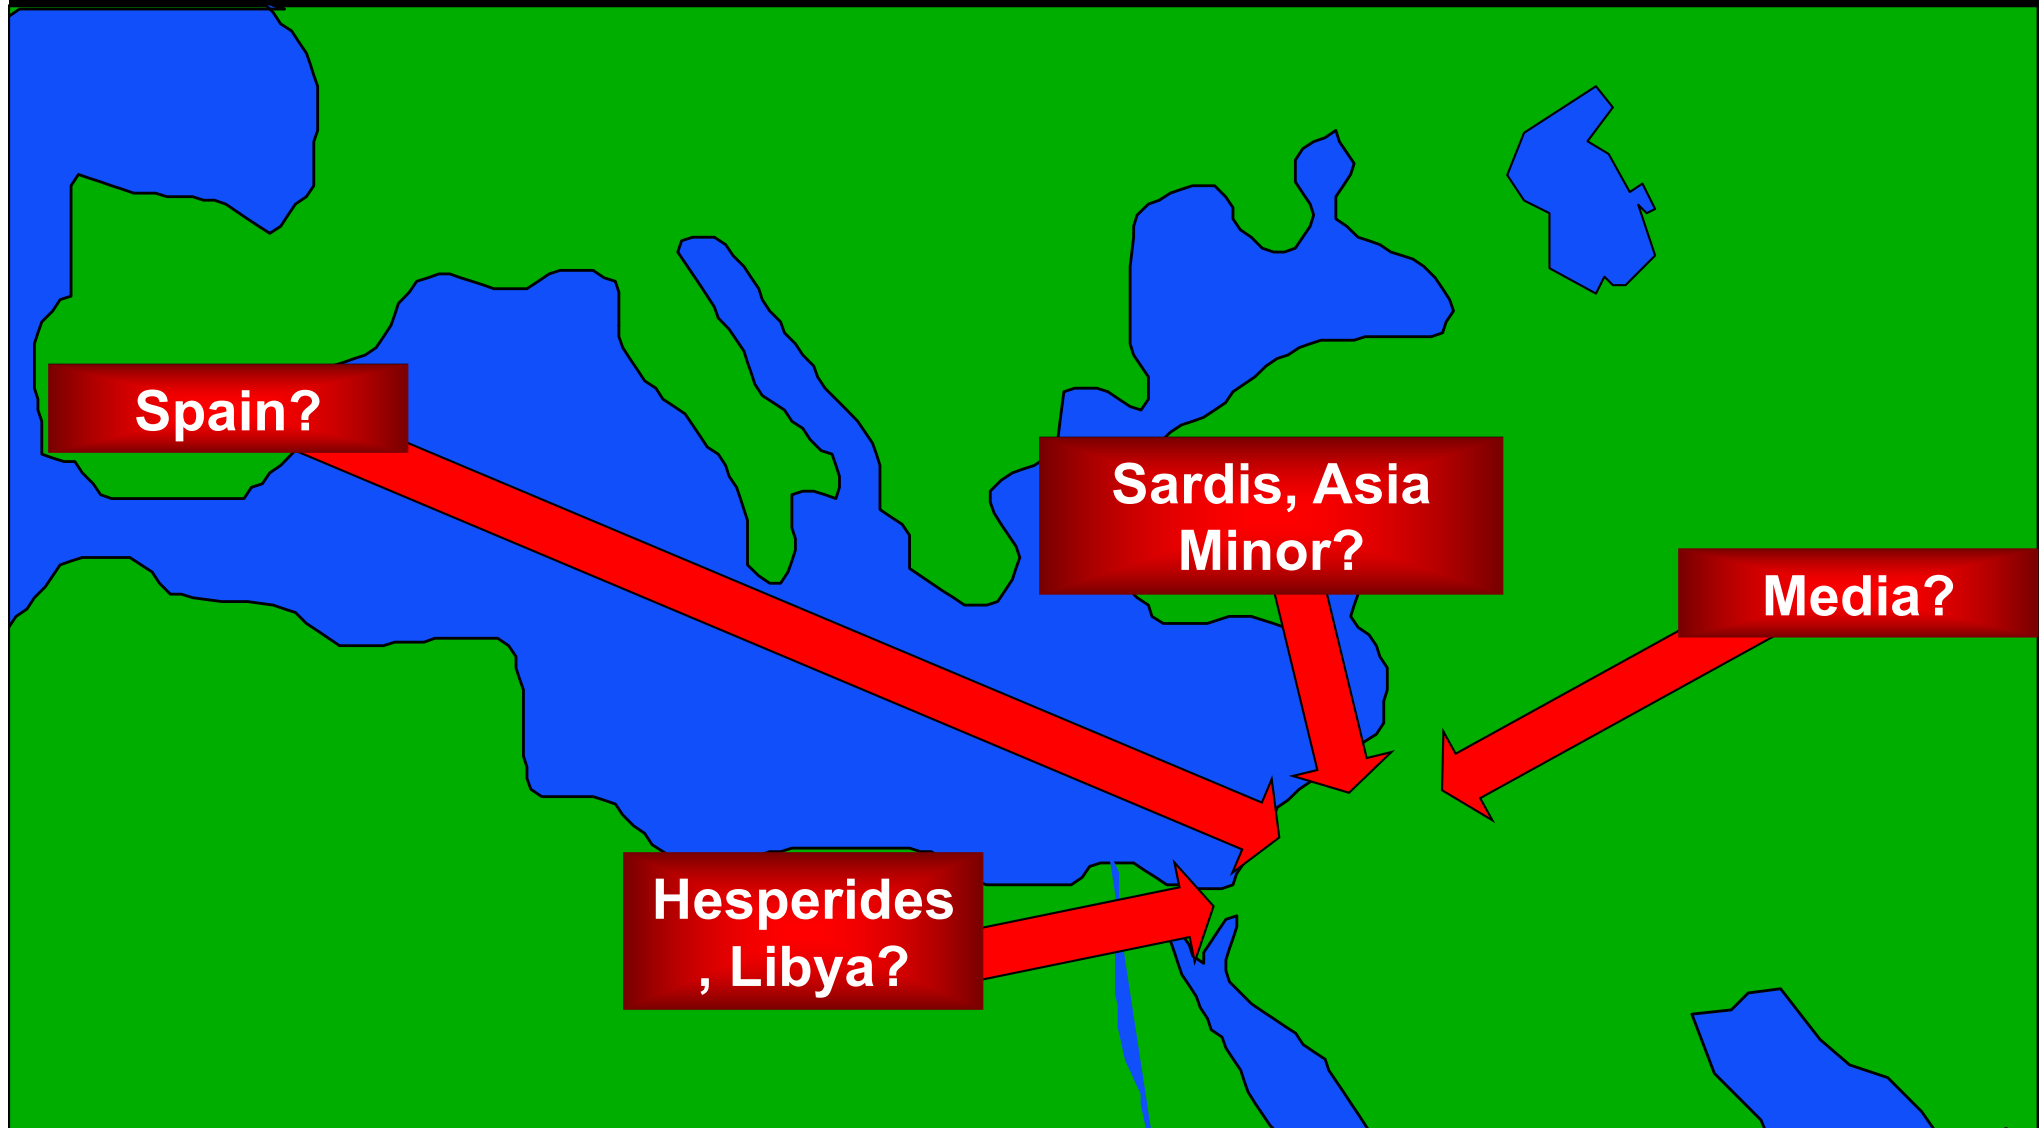 Spain?
Sardis, Asia
Minor?
Media?
Hesperides
, Libya?